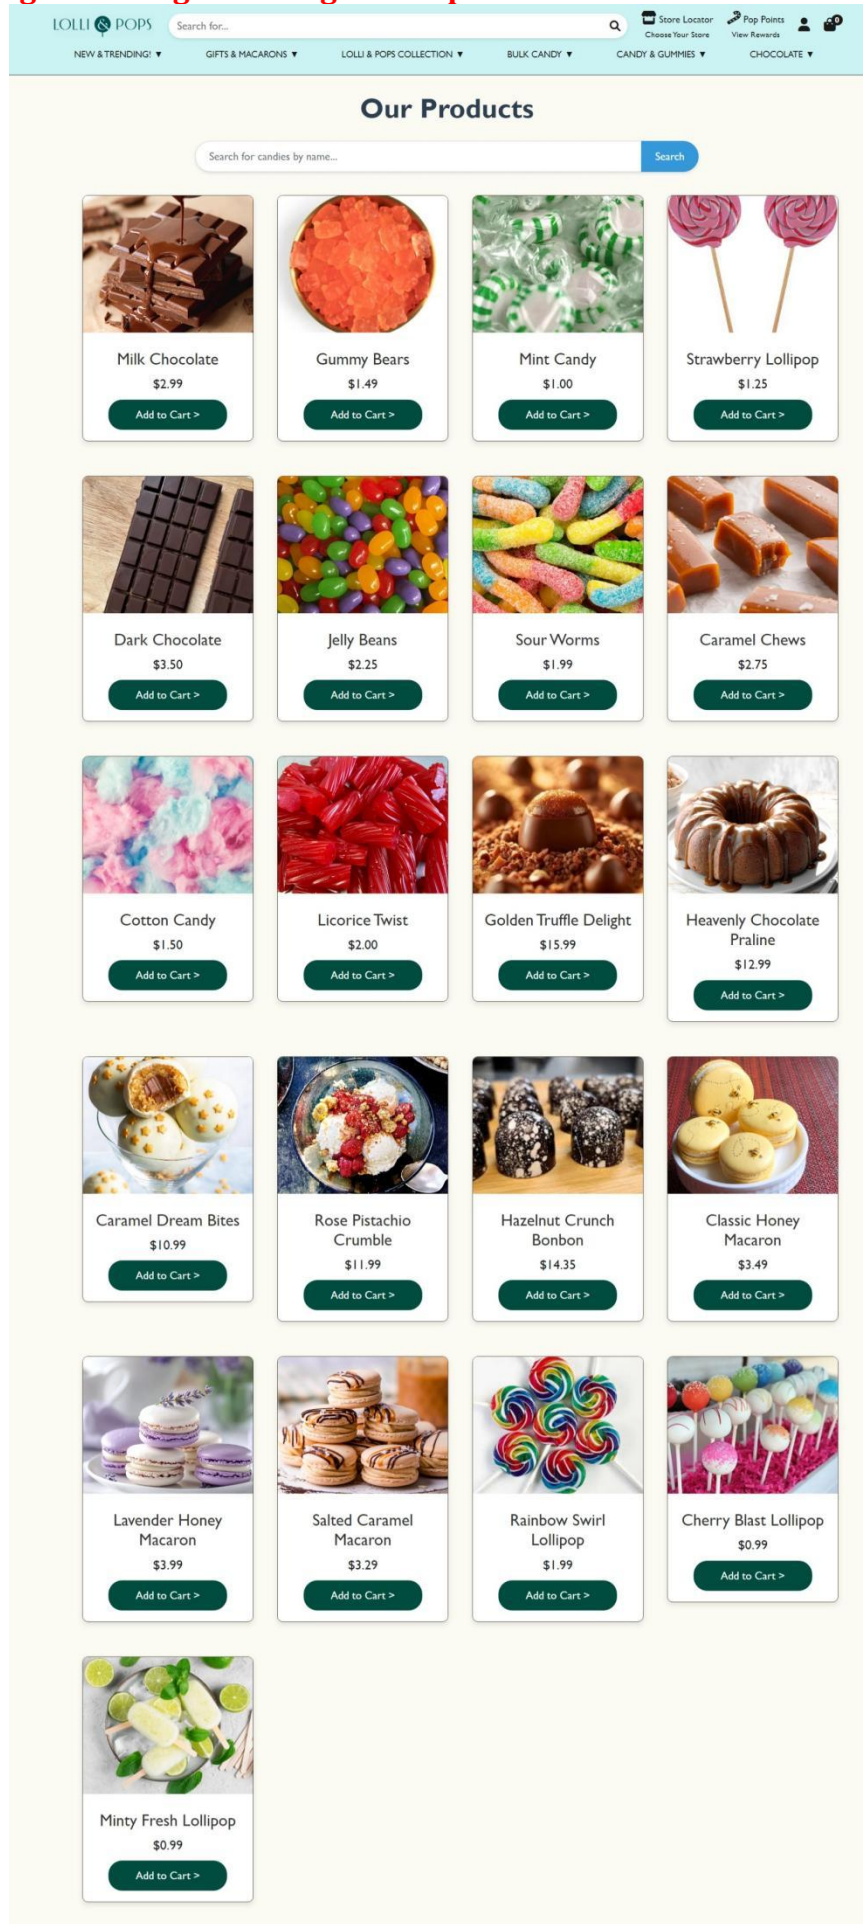 LOLLI & POPS
Search for...
Store Locator
Choose Your Store
Pop Points
View Rewards
0
NEW & TRENDING! ▼
GIFTS & MACARONS ▼
LOLLI & POPS COLLECTION ▼
BULK CANDY ▼
CANDY & GUMMIES ▼
CHOCOLATE ▼
Our Products
Search for candies by name...
Search
Milk Chocolate
$2.99
Add to Cart >
Gummy Bears
$1.49
Add to Cart >
Mint Candy
$1.00
Add to Cart >
Strawberry Lollipop
$1.25
Add to Cart >
Dark Chocolate
$3.50
Add to Cart >
Jelly Beans
$2.25
Add to Cart >
Sour Worms
$1.99
Add to Cart >
Caramel Chews
$2.75
Add to Cart >
Cotton Candy
$1.50
Add to Cart >
Licorice Twist
$2.00
Add to Cart >
Golden Truffle Delight
$15.99
Add to Cart >
Heavenly Chocolate
Praline
$12.99
Add to Cart >
Caramel Dream Bites
$10.99
Add to Cart >
Rose Pistachio
Crumble
$11.99
Add to Cart >
Hazelnut Crunch
Bonbon
$14.35
Add to Cart >
Classic Honey
Macaron
$3.49
Add to Cart >
Lavender Honey
Macaron
$3.99
Add to Cart >
Salted Caramel
Macaron
$3.29
Add to Cart >
Rainbow Swirl
Lollipop
$1.99
Add to Cart >
Cherry Blast Lollipop
$0.99
Add to Cart >
Minty Fresh Lollipop
$0.99
Add to Cart >